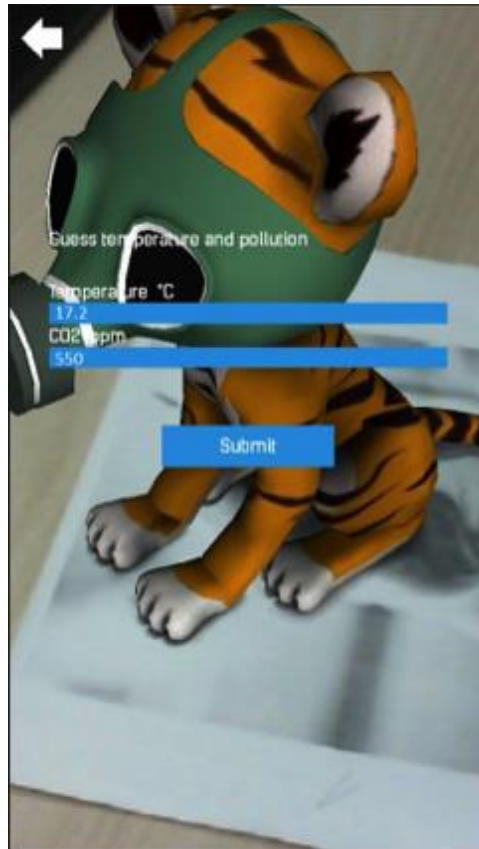 Guess temperature and pollution
Temperature °C
17.2
CO2 ppm
550
Submit